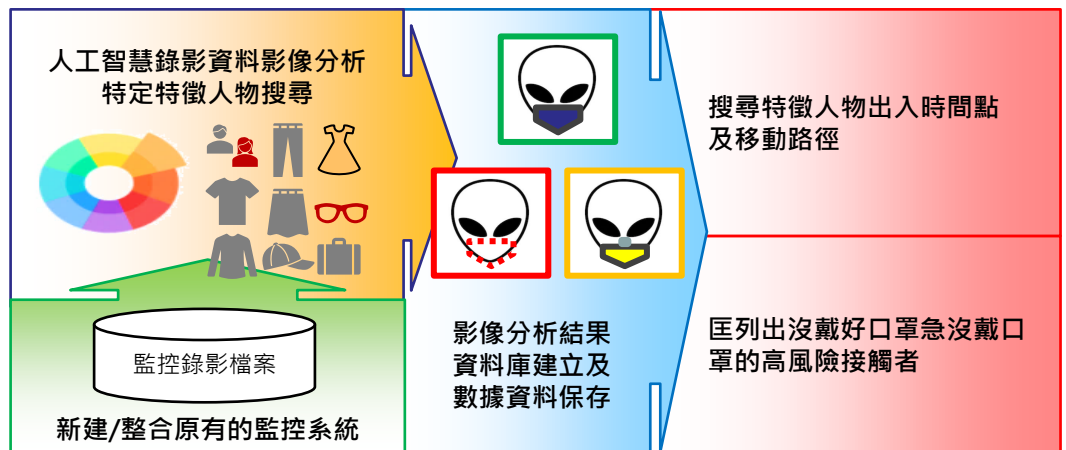 人工智慧錄影資料影像分析
特定特徵人物搜尋
監控錄影檔案
新建/整合原有的監控系統
影像分析結果
資料庫建立及
數據資料保存
搜尋特徵人物出入時間點
及移動路徑
匡列出沒戴好口罩急沒戴口
罩的高風險接觸者